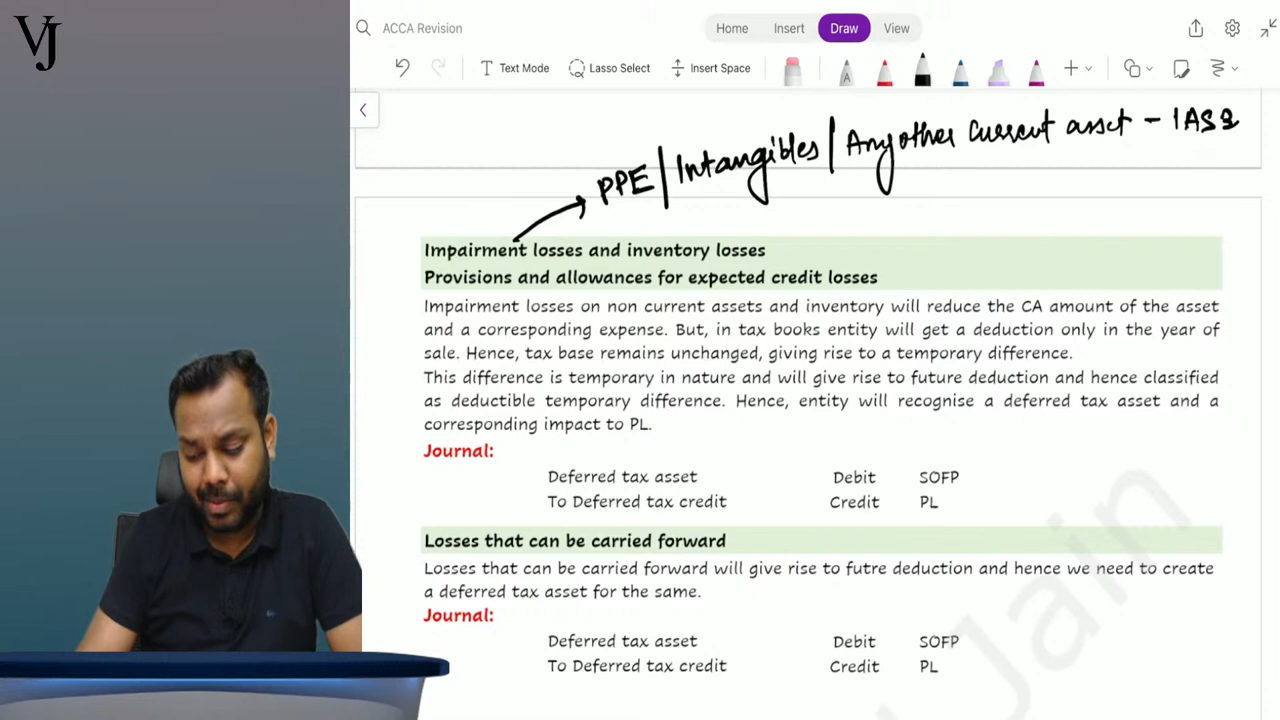 VJ
ACCA Revision
Home Insert Draw View
Text Mode Lasso Select Insert Space
PPE | Intangibles | Any other current asset - IAS 2
Impairment losses and inventory losses
Provisions and allowances for expected credit losses
Impairment losses on non current assets and inventory will reduce the CA amount of the asset
and a corresponding expense. But, in tax books entity will get a deduction only in the year of
sale. Hence, tax base remains unchanged, giving rise to a temporary difference.
This difference is temporary in nature and will give rise to future deduction and hence classified
as deductible temporary difference. Hence, entity will recognise a deferred tax asset and a
corresponding impact to PL.
Journal:
Deferred tax asset Debit SOFP
To Deferred tax credit Credit PL
Losses that can be carried forward
Losses that can be carried forward will give rise to futre deduction and hence we need to create
a deferred tax asset for the same.
Journal:
Deferred tax asset Debit SOFP
To Deferred tax credit Credit PL
Jain